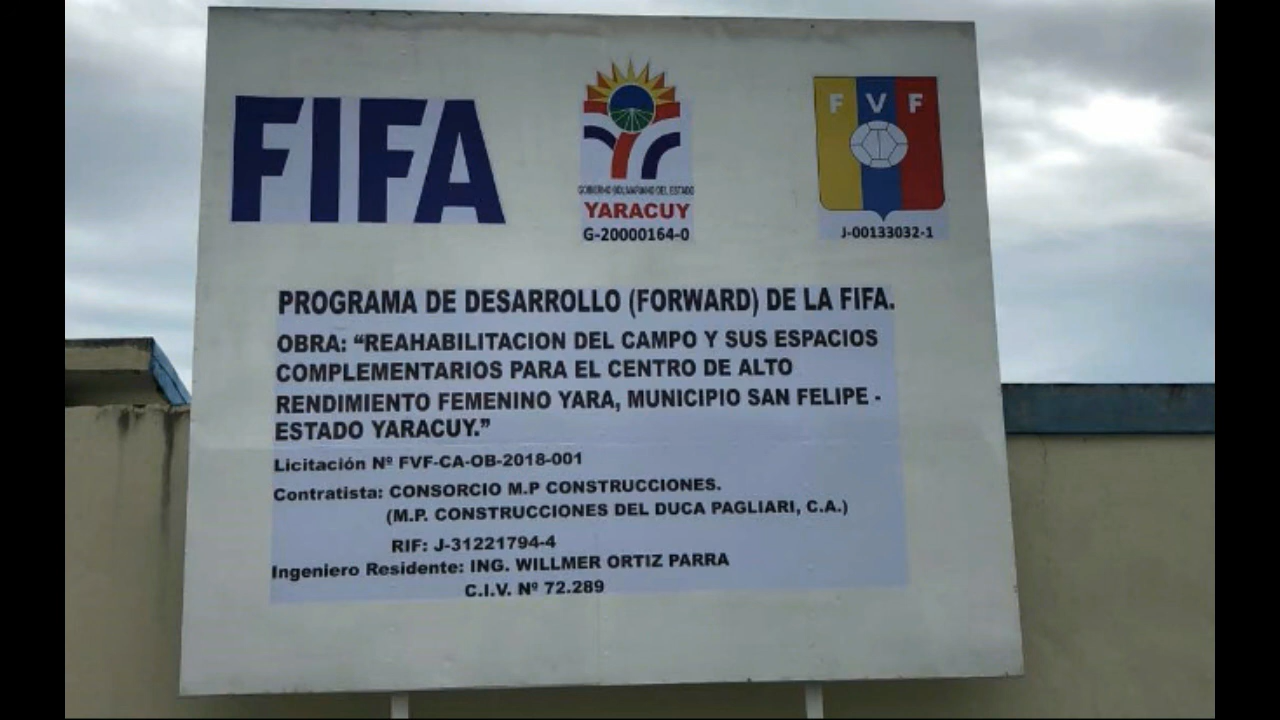 FIFA
GOBIERNO BOLIVARIANO DEL ESTADO
YARACUY
G-20000164-0
F V F
J-00133032-1
PROGRAMA DE DESARROLLO (FORWARD) DE LA FIFA.
OBRA: “REAHABILITACION DEL CAMPO Y SUS ESPACIOS
COMPLEMENTARIOS PARA EL CENTRO DE ALTO
RENDIMIENTO FEMENINO YARA, MUNICIPIO SAN FELIPE -
ESTADO YARACUY.”
Licitación Nº FVF-CA-OB-2018-001
Contratista: CONSORCIO M.P CONSTRUCCIONES.
(M.P. CONSTRUCCIONES DEL DUCA PAGLIARI, C.A.)
RIF: J-31221794-4
Ingeniero Residente: ING. WILLMER ORTIZ PARRA
C.I.V. Nº 72.289